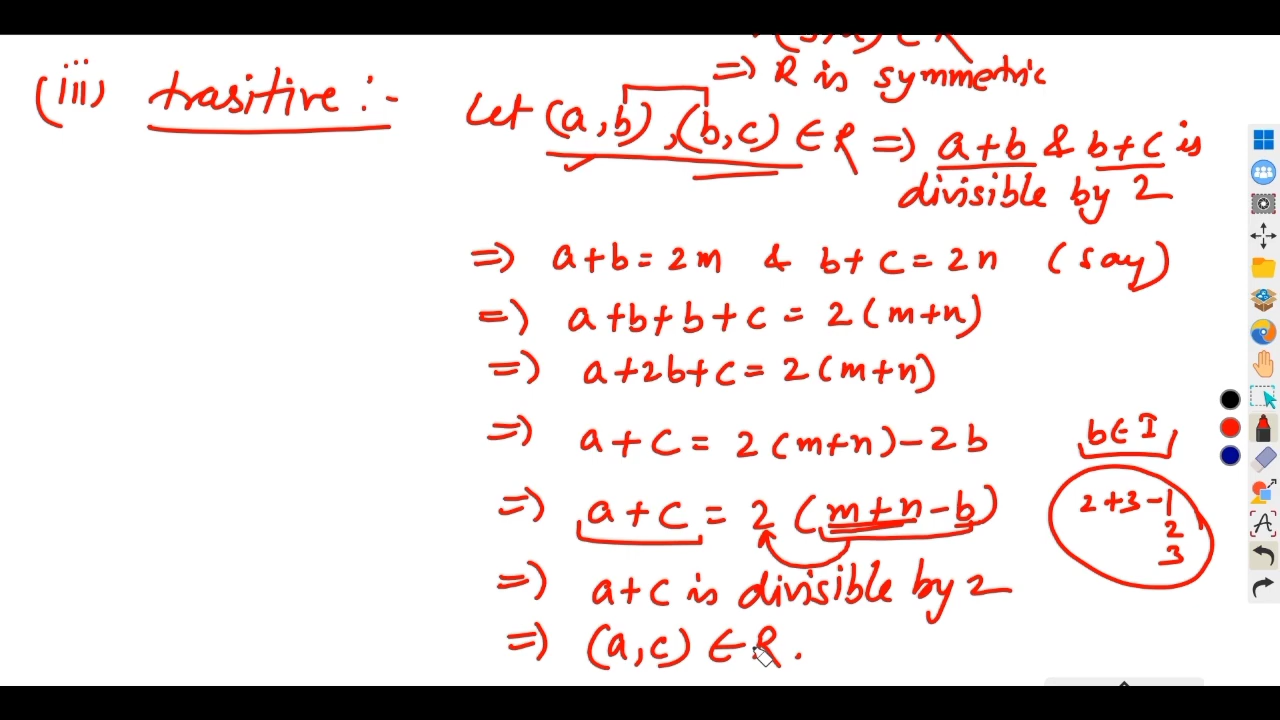 =) R is symmetric
(iii) trasitive :-
Let (a,b),(b,c) ∈ R =) a+b & b+c is
divisible by 2
=) a+b = 2m & b+c = 2n (say)
=) a+b+b+c = 2(m+n)
=) a+2b+c = 2(m+n)
=) a+c = 2(m+n)-2b
b∈I
=) a+c = 2(m+n-b)
2+3-1
2
3
=) a+c is divisible by 2
=) (a,c) ∈ R.